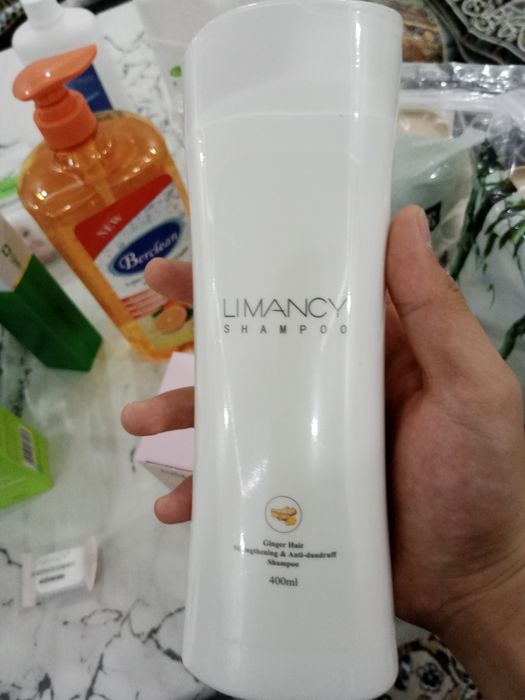 NEW
Berclean
LIMANCY
SHAMPOO
Ginger Hair
Strengthening & Anti-dandruff
Shampoo
400ml